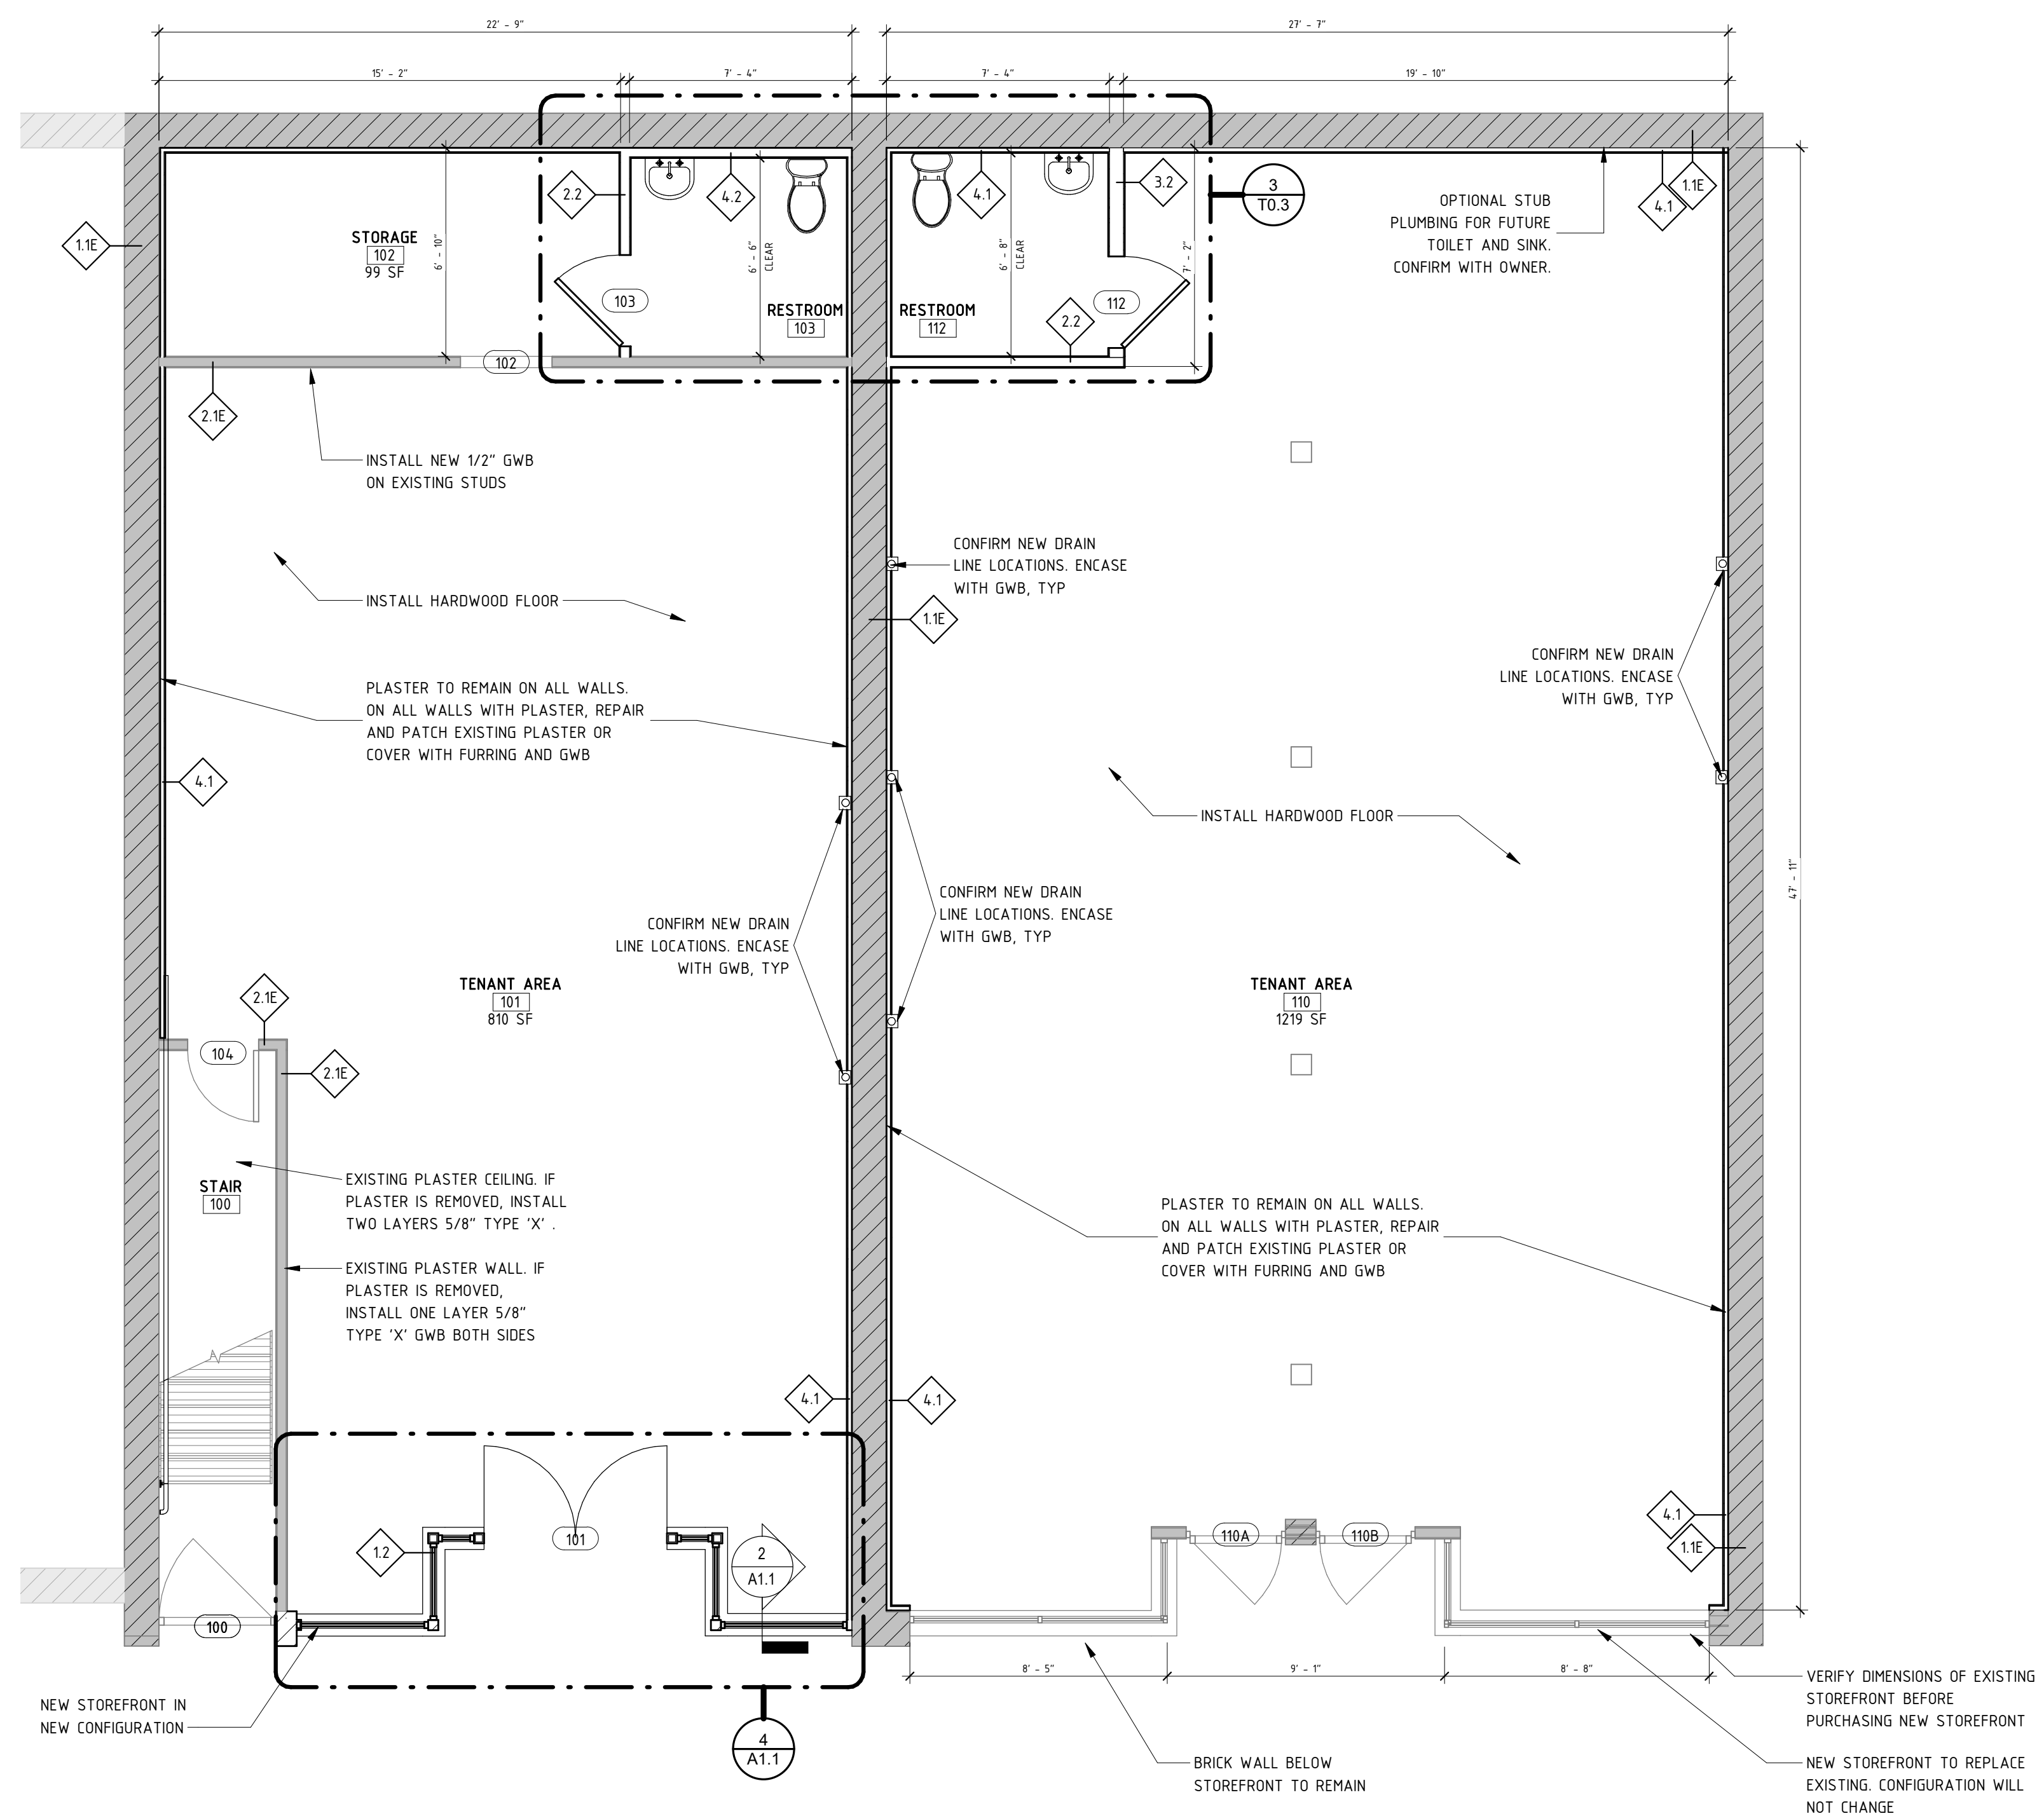 22' - 9"
27' - 7"
15' - 2"
7' - 4"
7' - 4"
19' - 10"
2.2
4.2
4.1
3.2
3
T0.3
4.1
1.1E
OPTIONAL STUB
PLUMBING FOR FUTURE
TOILET AND SINK.
CONFIRM WITH OWNER.
1.1E
STORAGE
102
99 SF
6' - 10"
6' - 6"
CLEAR
6' - 8"
CLEAR
7' - 2"
103
RESTROOM
103
RESTROOM
112
112
2.2
102
2.1E
INSTALL NEW 1/2" GWB
ON EXISTING STUDS
CONFIRM NEW DRAIN
LINE LOCATIONS. ENCASE
WITH GWB, TYP
INSTALL HARDWOOD FLOOR
1.1E
CONFIRM NEW DRAIN
LINE LOCATIONS. ENCASE
WITH GWB, TYP
PLASTER TO REMAIN ON ALL WALLS.
ON ALL WALLS WITH PLASTER, REPAIR
AND PATCH EXISTING PLASTER OR
COVER WITH FURRING AND GWB
4.1
INSTALL HARDWOOD FLOOR
47' - 11"
CONFIRM NEW DRAIN
LINE LOCATIONS. ENCASE
WITH GWB, TYP
CONFIRM NEW DRAIN
LINE LOCATIONS. ENCASE
WITH GWB, TYP
TENANT AREA
101
810 SF
TENANT AREA
110
1219 SF
2.1E
104
2.1E
STAIR
100
EXISTING PLASTER CEILING. IF
PLASTER IS REMOVED, INSTALL
TWO LAYERS 5/8" TYPE 'X' .
EXISTING PLASTER WALL. IF
PLASTER IS REMOVED,
INSTALL ONE LAYER 5/8"
TYPE 'X' GWB BOTH SIDES
PLASTER TO REMAIN ON ALL WALLS.
ON ALL WALLS WITH PLASTER, REPAIR
AND PATCH EXISTING PLASTER OR
COVER WITH FURRING AND GWB
4.1
4.1
4.1
1.1E
1.2
101
2
A1.1
110A
110B
100
8' - 5"
9' - 1"
8' - 8"
NEW STOREFRONT IN
NEW CONFIGURATION
4
A1.1
BRICK WALL BELOW
STOREFRONT TO REMAIN
VERIFY DIMENSIONS OF EXISTING
STOREFRONT BEFORE
PURCHASING NEW STOREFRONT
NEW STOREFRONT TO REPLACE
EXISTING. CONFIGURATION WILL
NOT CHANGE